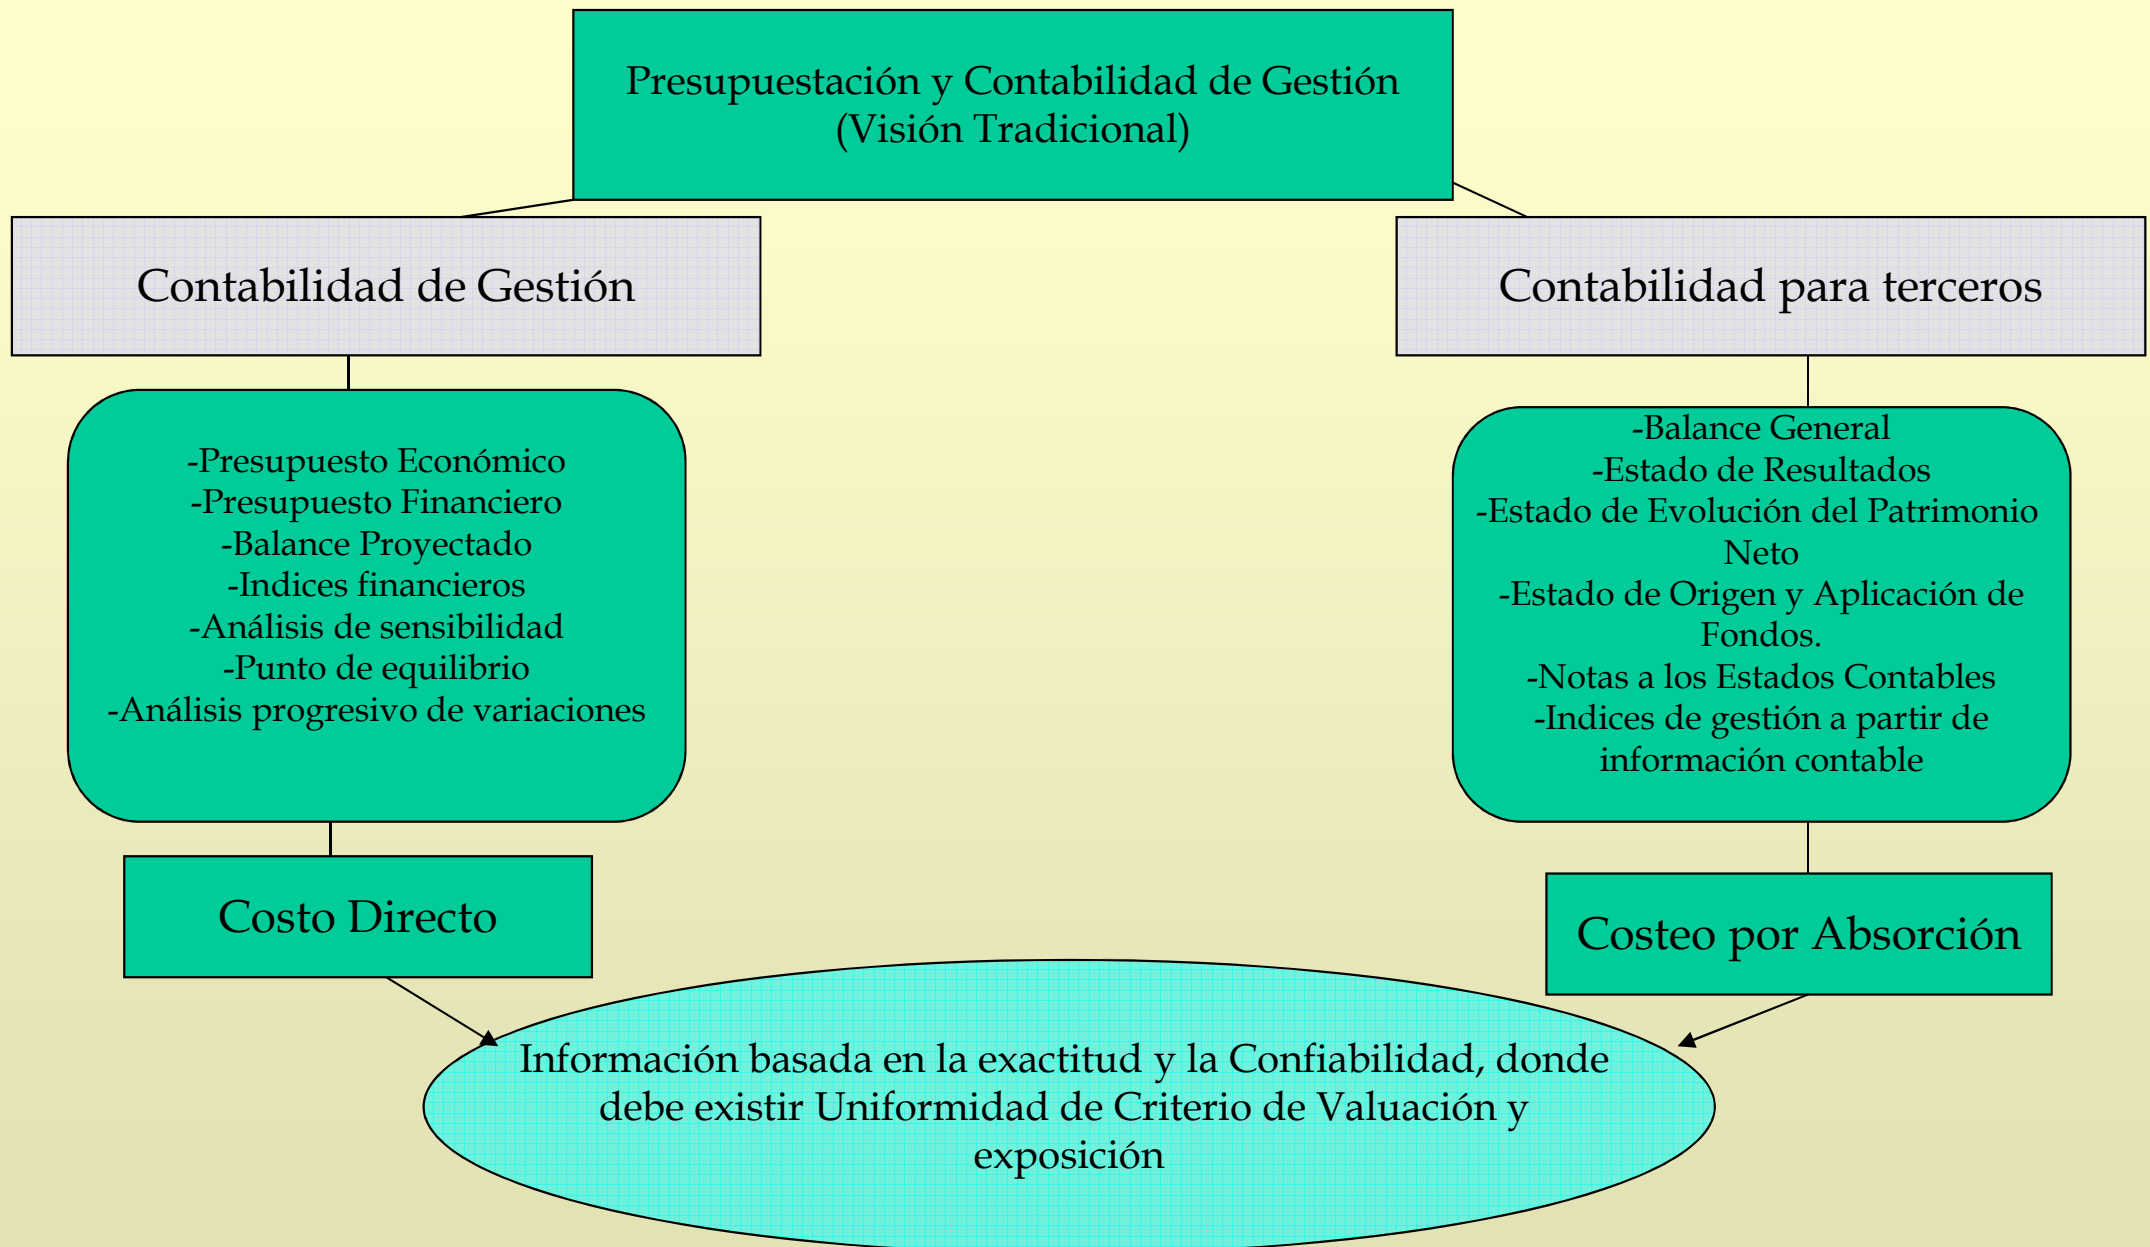 Presupuestación y Contabilidad de Gestión
(Visión Tradicional)
Contabilidad de Gestión
Contabilidad para terceros
-Presupuesto Económico
-Presupuesto Financiero
-Balance Proyectado
-Indices financieros
-Análisis de sensibilidad
-Punto de equilibrio
-Análisis progresivo de variaciones
-Balance General
-Estado de Resultados
-Estado de Evolución del Patrimonio
Neto
-Estado de Origen y Aplicación de
Fondos.
-Notas a los Estados Contables
-Indices de gestión a partir de
información contable
Costo Directo
Costeo por Absorción
Información basada en la exactitud y la Confiabilidad, donde
debe existir Uniformidad de Criterio de Valuación y
exposición